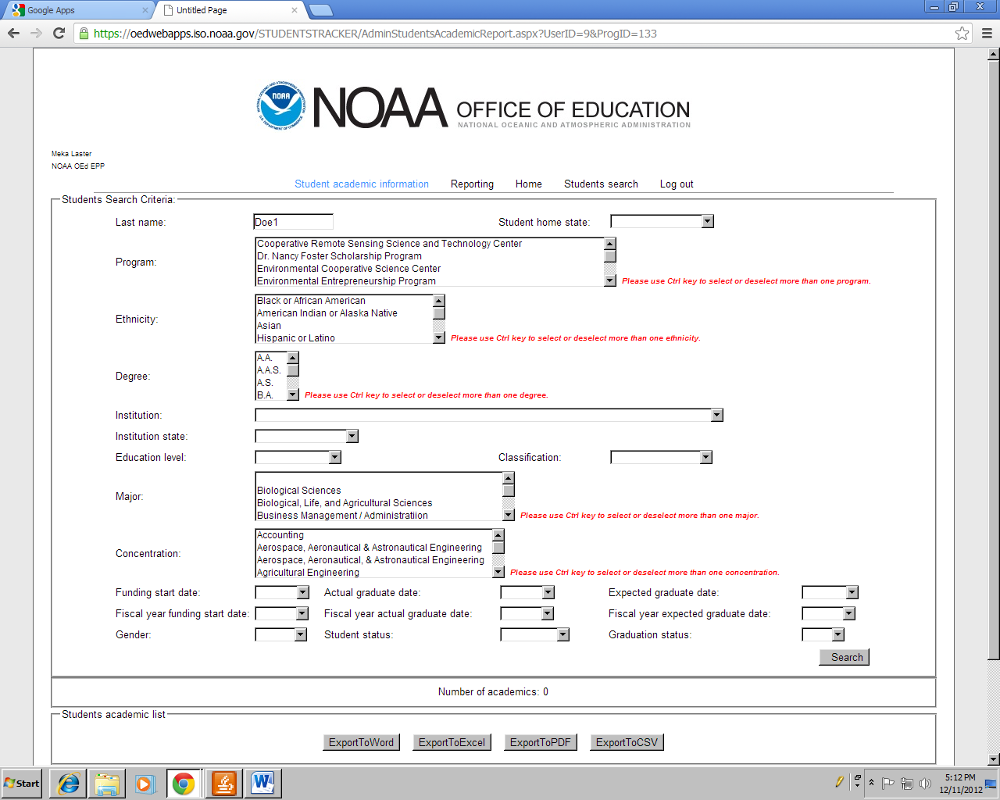 Google Apps
Untitled Page
https://oedwebapps.iso.noaa.gov/STUDENTSTRACKER/AdminStudentsAcademicReport.aspx?UserID=9&ProgID=133
NOAA
NOAA OFFICE OF EDUCATION
NATIONAL OCEANIC AND ATMOSPHERIC ADMINISTRATION
Meka Laster
NOAA OEd EPP
Student academic information Reporting Home Students search Log out
Students Search Criteria:
Last name: Doe1 Student home state:
Program:
Cooperative Remote Sensing Science and Technology Center
Dr. Nancy Foster Scholarship Program
Environmental Cooperative Science Center
Environmental Entrepreneurship Program
Please use Ctrl key to select or deselect more than one program.
Ethnicity:
Black or African American
American Indian or Alaska Native
Asian
Hispanic or Latino
Please use Ctrl key to select or deselect more than one ethnicity.
Degree:
A.A.
A.A.S.
A.S.
B.A.
Please use Ctrl key to select or deselect more than one degree.
Institution:
Institution state:
Education level: Classification:
Major:
Biological Sciences
Biological, Life, and Agricultural Sciences
Business Management / Administratiion
Please use Ctrl key to select or deselect more than one major.
Concentration:
Accounting
Aerospace, Aeronautical & Astronautical Engineering
Aerospace, Aeronautical, & Astronautical Engineering
Agricultural Engineering
Please use Ctrl key to select or deselect more than one concentration.
Funding start date: Actual graduate date: Expected graduate date:
Fiscal year funding start date: Fiscal year actual graduate date: Fiscal year expected graduate date:
Gender: Student status: Graduation status:
Search
Number of academics: 0
Students academic list
ExportToWord ExportToExcel ExportToPDF ExportToCSV
Start
5:12 PM
12/11/2012